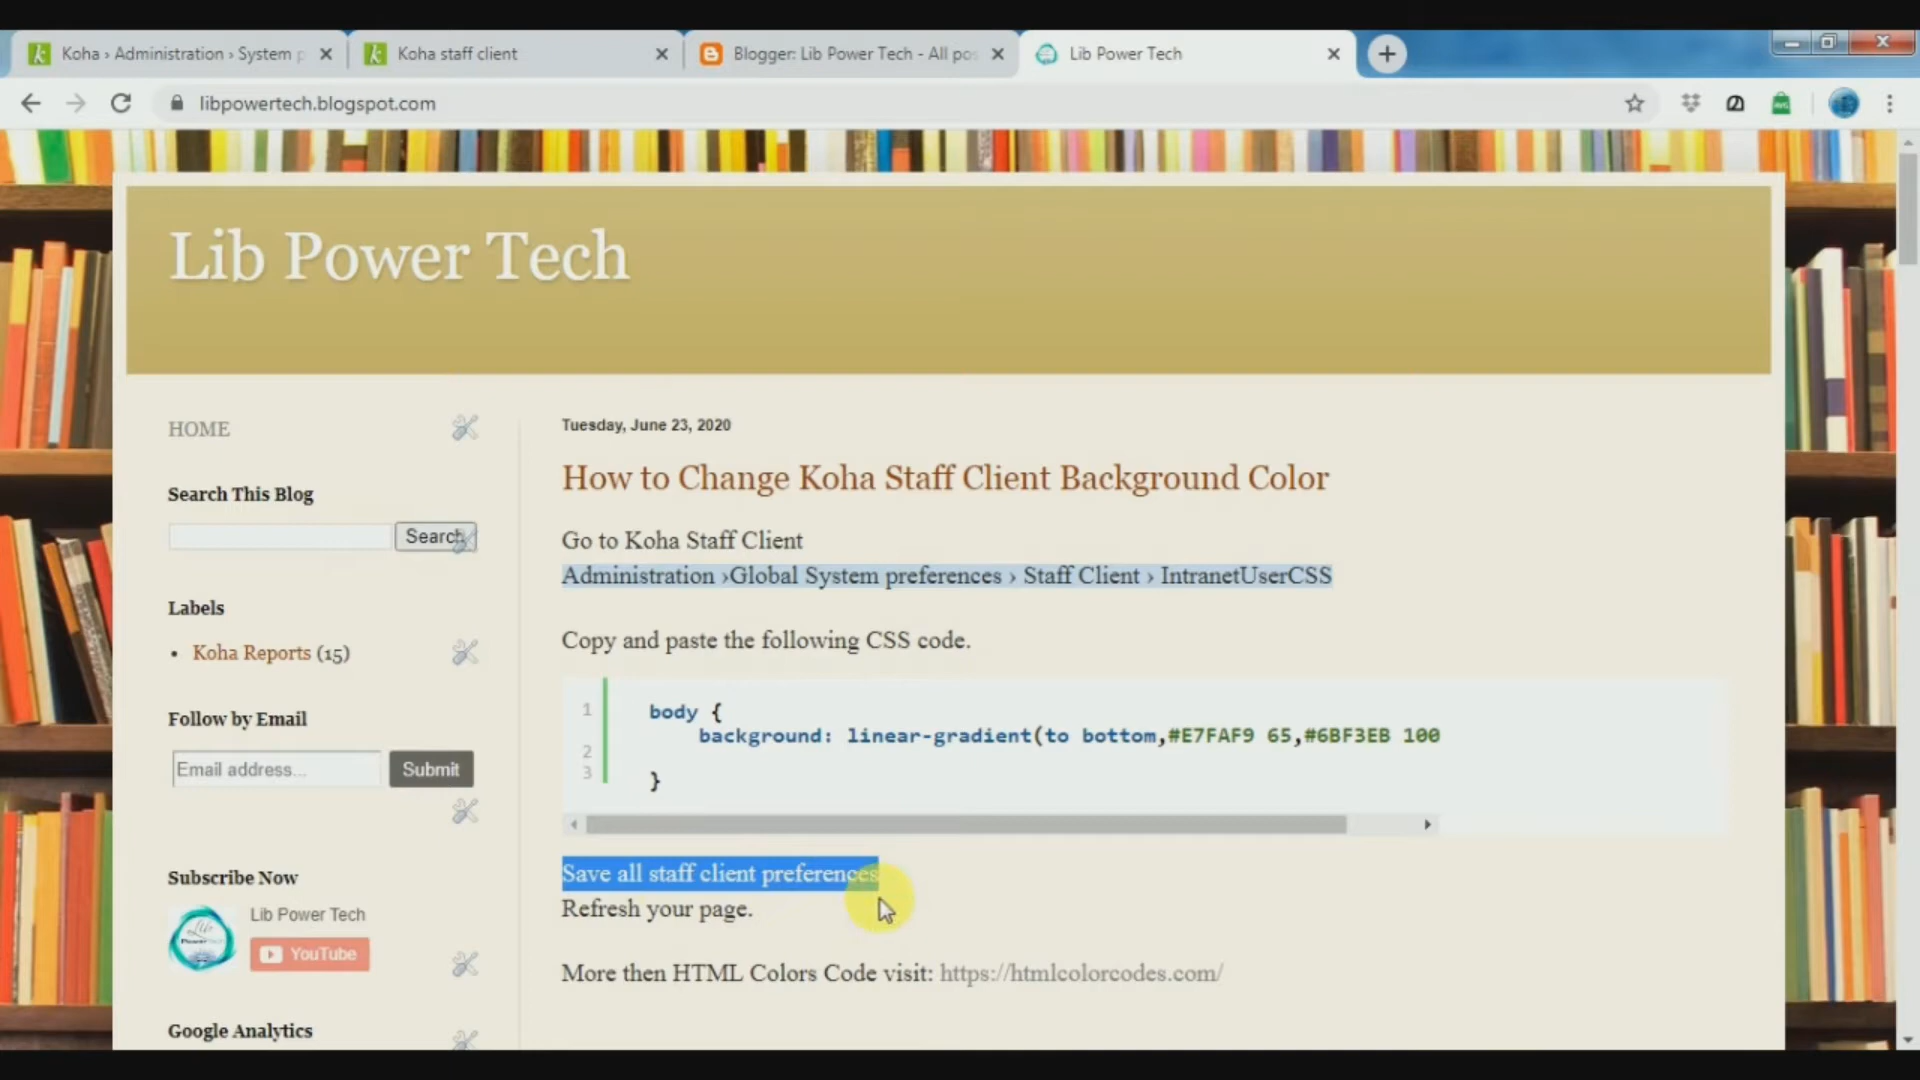 Koha › Administration › System p
Koha staff client
Blogger: Lib Power Tech - All pos
Lib Power Tech
libpowertech.blogspot.com
Lib Power Tech
HOME
Search This Blog
Search
Labels
Koha Reports (15)
Follow by Email
Email address...
Submit
Subscribe Now
Lib Power Tech
YouTube
Google Analytics
Tuesday, June 23, 2020
How to Change Koha Staff Client Background Color
Go to Koha Staff Client
Administration ›Global System preferences › Staff Client › IntranetUserCSS
Copy and paste the following CSS code.
1 body {
background: linear-gradient(to bottom,#E7FAF9 65,#6BF3EB 100
2
3 }
Save all staff client preferences
Refresh your page.
More then HTML Colors Code visit: https://htmlcolorcodes.com/